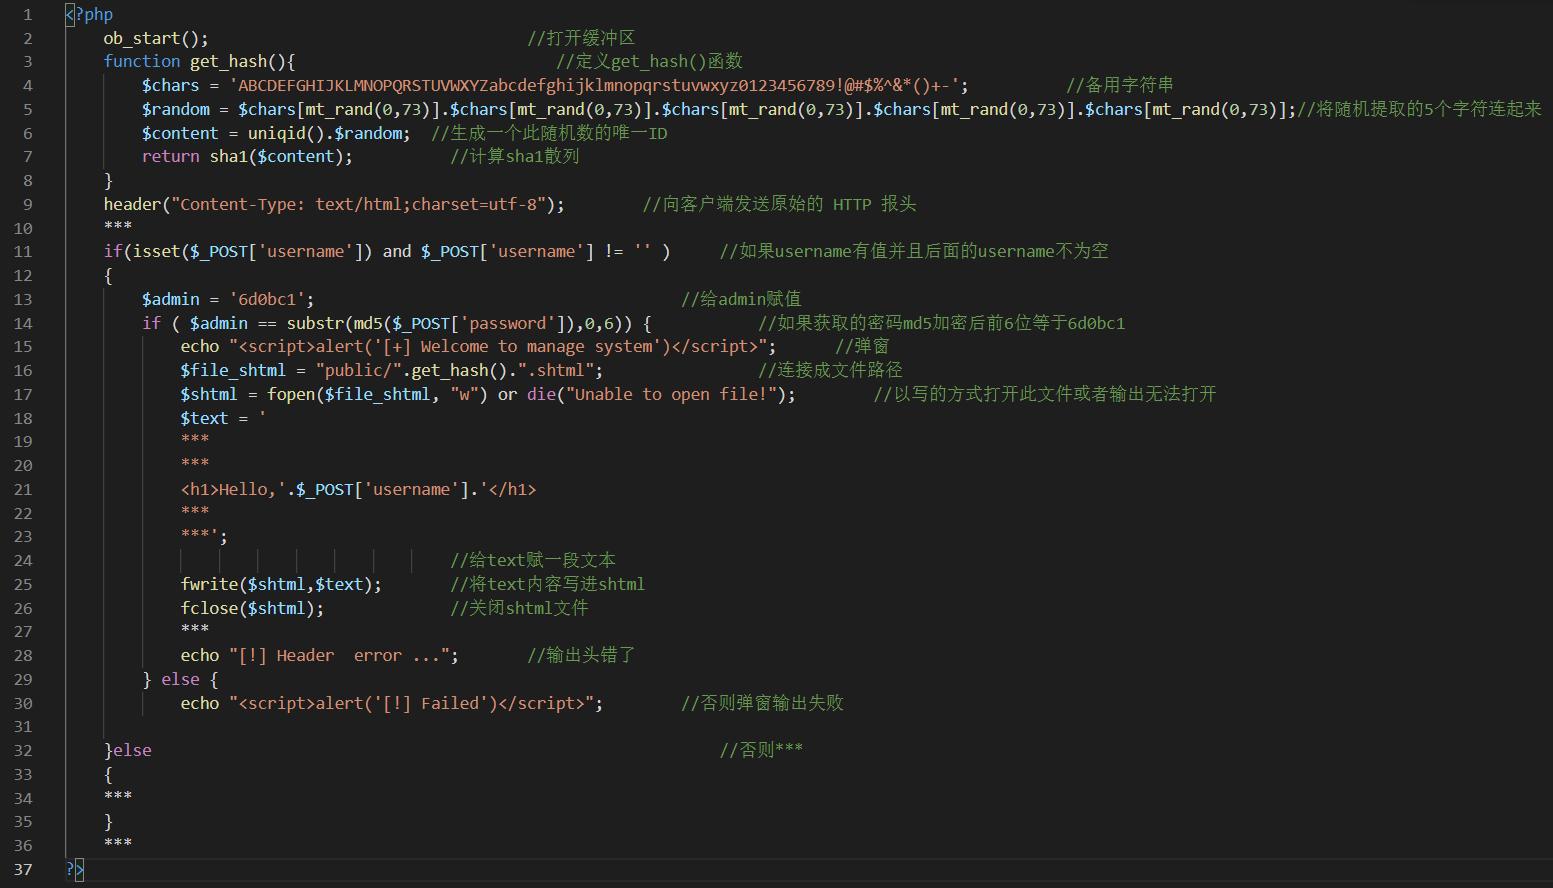 1 <?php
2 ob_start(); //打开缓冲区
3 function get_hash(){ //定义get_hash()函数
4 $chars = 'ABCDEFGHIJKLMNOPQRSTUVWXYZabcdefghijklmnopqrstuvwxyz0123456789!@#$%^&*()+-'; //备用字符串
5 $random = $chars[mt_rand(0,73)].$chars[mt_rand(0,73)].$chars[mt_rand(0,73)].$chars[mt_rand(0,73)].$chars[mt_rand(0,73)];//将随机提取的5个字符连起来
6 $content = uniqid().$random; //生成一个此随机数的唯一ID
7 return sha1($content); //计算sha1散列
8 }
9 header("Content-Type: text/html;charset=utf-8"); //向客户端发送原始的 HTTP 报头
10 ***
11 if(isset($_POST['username']) and $_POST['username'] != '' ) //如果username有值并且后面的username不为空
12 {
13 $admin = '6d0bc1'; //给admin赋值
14 if ( $admin == substr(md5($_POST['password']),0,6)) { //如果获取的密码md5加密后前6位等于6d0bc1
15 echo "<script>alert('[+] Welcome to manage system')</script>"; //弹窗
16 $file_shtml = "public/".get_hash().".shtml"; //连接成文件路径
17 $shtml = fopen($file_shtml, "w") or die("Unable to open file!"); //以写的方式打开此文件或者输出无法打开
18 $text = '
19 ***
20 ***
21 <h1>Hello,'.$_POST['username'].'</h1>
22 ***
23 ***';
24 //给text赋一段文本
25 fwrite($shtml,$text); //将text内容写进shtml
26 fclose($shtml); //关闭shtml文件
27 ***
28 echo "[!] Header  error ..."; //输出头错了
29 } else {
30 echo "<script>alert('[!] Failed')</script>"; //否则弹窗输出失败
31
32 }else //否则***
33 {
34 ***
35 }
36 ***
37 ?>